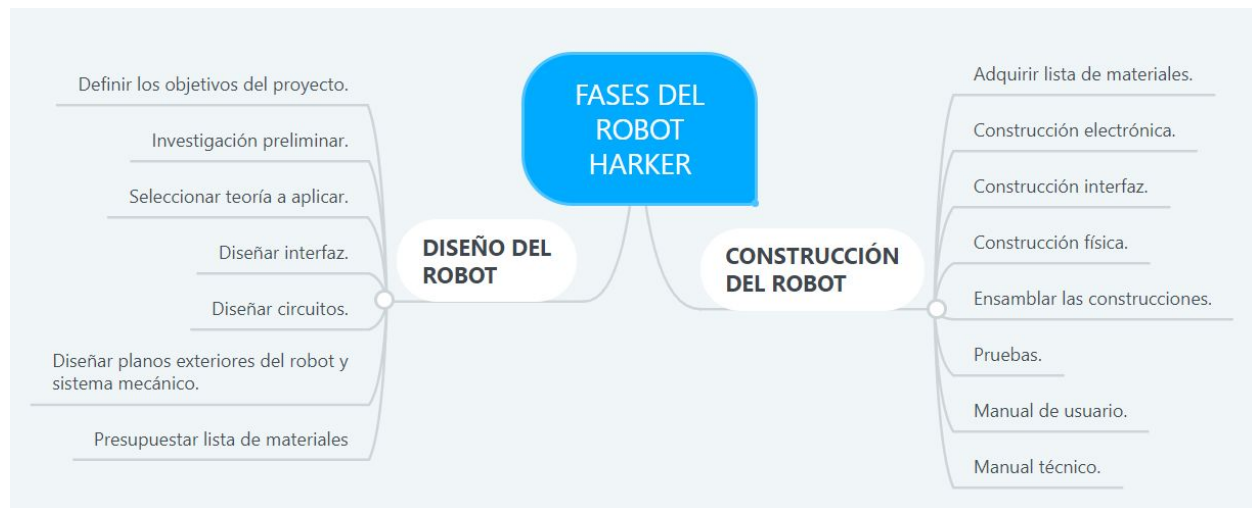 FASES DEL
ROBOT
HARKER
DISEÑO DEL
ROBOT
Definir los objetivos del proyecto.
Investigación preliminar.
Seleccionar teoría a aplicar.
Diseñar interfaz.
Diseñar circuitos.
Diseñar planos exteriores del robot y
sistema mecánico.
Presupuestar lista de materiales
CONSTRUCCIÓN
DEL ROBOT
Adquirir lista de materiales.
Construcción electrónica.
Construcción interfaz.
Construcción física.
Ensamblar las construcciones.
Pruebas.
Manual de usuario.
Manual técnico.